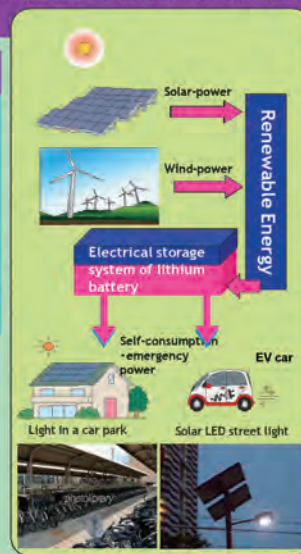 Solar-power
Wind-power
Renewable Energy
Electrical storage
system of lithium
battery
Self-consumption
・emergency
power
EV car
Light in a car park
Solar LED street light